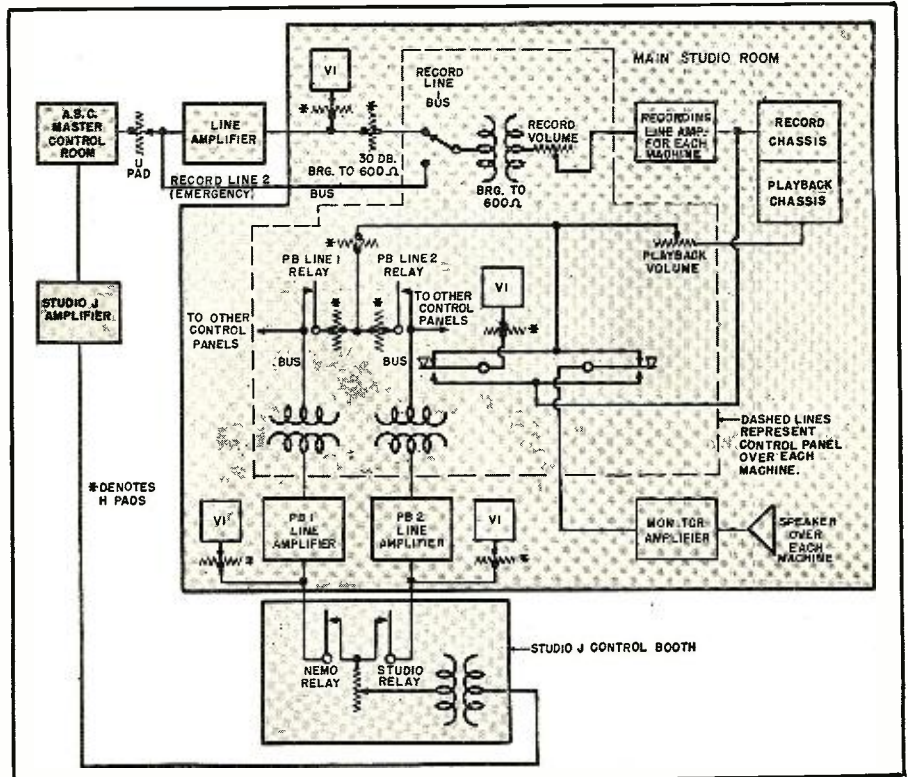 MAIN STUDIO ROOM
VI
RECORD
LINE
1
BUS
A.B.C.
MASTER
CONTROL
ROOM
U
PAD
LINE
AMPLIFIER
*
*
30 DB.
BRG. TO
600Ω
RECORD LINE 2
(EMERGENCY)
BUS
RECORD
VOLUME
BRG. TO
600Ω
RECORDING
LINE AMP.
FOR EACH
MACHINE
RECORD
CHASSIS
PLAYBACK
CHASSIS
STUDIO J
AMPLIFIER
*
PB LINE 1
RELAY
PB LINE 2
RELAY
*
*
TO OTHER
CONTROL
PANELS
TO OTHER
CONTROL
PANELS
BUS
BUS
VI
*
PLAYBACK
VOLUME
DASHED LINES
REPRESENT
CONTROL PANEL
OVER EACH
MACHINE.
*DENOTES
H PADS
VI
*
PB 1
LINE
AMPLIFIER
PB 2
LINE
AMPLIFIER
VI
*
MONITOR
AMPLIFIER
SPEAKER
OVER
EACH
MACHINE
NEMO
RELAY
STUDIO
RELAY
STUDIO J CONTROL BOOTH